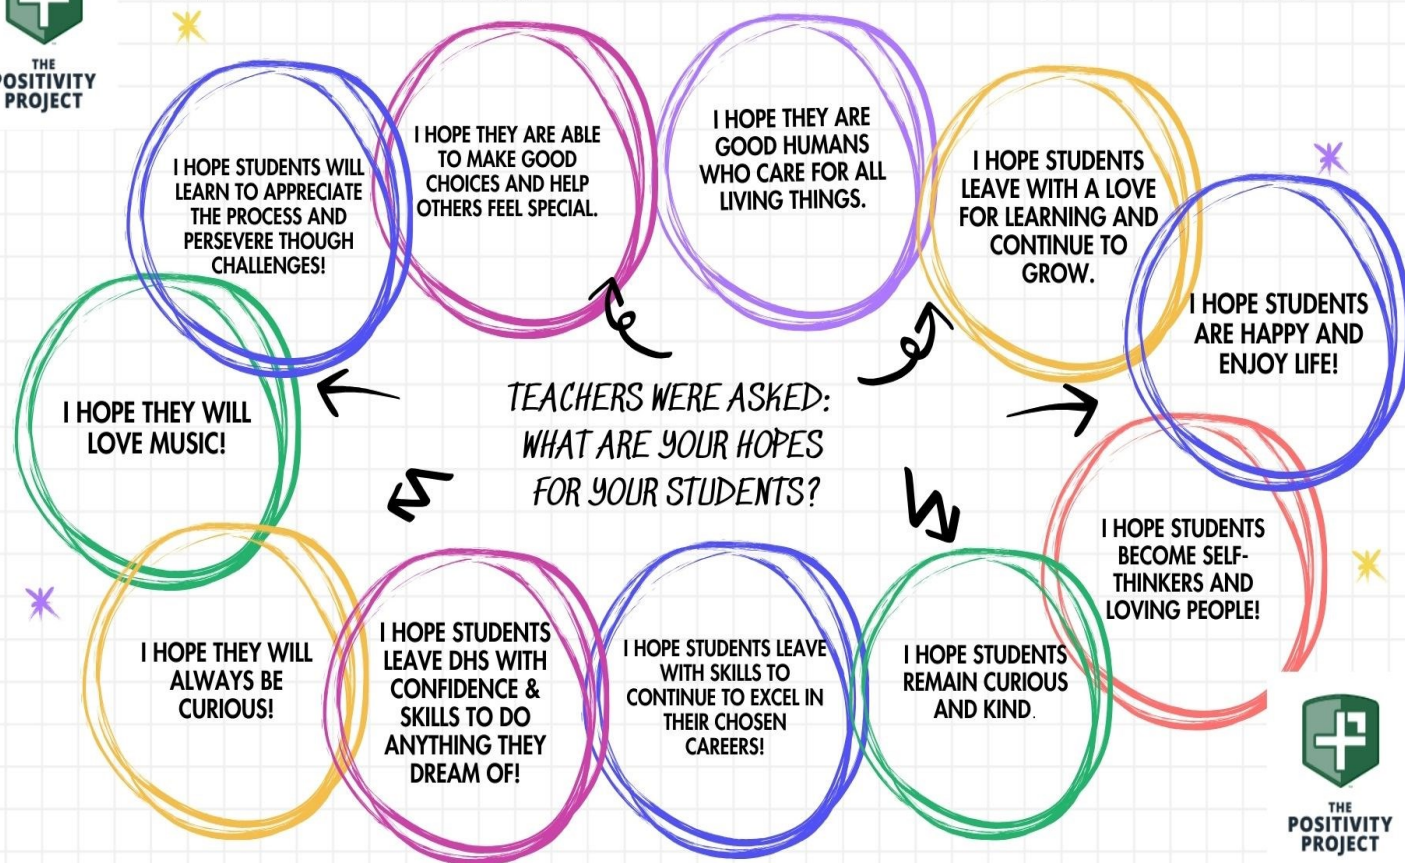 THE
POSITIVITY
PROJECT
I HOPE STUDENTS WILL
LEARN TO APPRECIATE
THE PROCESS AND
PERSEVERE THOUGH
CHALLENGES!
I HOPE THEY ARE ABLE
TO MAKE GOOD
CHOICES AND HELP
OTHERS FEEL SPECIAL.
I HOPE THEY ARE
GOOD HUMANS
WHO CARE FOR ALL
LIVING THINGS.
I HOPE STUDENTS
LEAVE WITH A LOVE
FOR LEARNING AND
CONTINUE TO
GROW.
I HOPE STUDENTS
ARE HAPPY AND
ENJOY LIFE!
I HOPE THEY WILL
LOVE MUSIC!
TEACHERS WERE ASKED:
WHAT ARE YOUR HOPES
FOR YOUR STUDENTS?
I HOPE STUDENTS
BECOME SELF-
THINKERS AND
LOVING PEOPLE!
I HOPE THEY WILL
ALWAYS BE
CURIOUS!
I HOPE STUDENTS
LEAVE DHS WITH
CONFIDENCE &
SKILLS TO DO
ANYTHING THEY
DREAM OF!
I HOPE STUDENTS LEAVE
WITH SKILLS TO
CONTINUE TO EXCEL IN
THEIR CHOSEN
CAREERS!
I HOPE STUDENTS
REMAIN CURIOUS
AND KIND.
THE
POSITIVITY
PROJECT